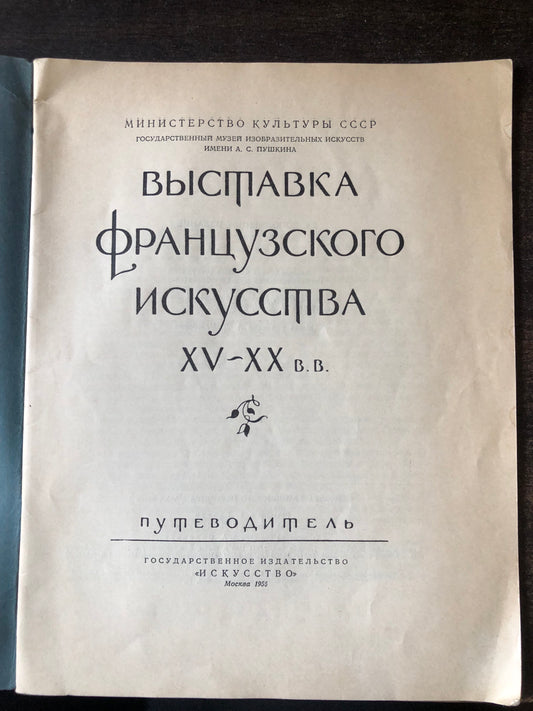 МИНИСТЕРСТВО КУЛЬТУРЫ СССР
ГОСУДАРСТВЕННЫЙ МУЗЕЙ ИЗОБРАЗИТЕЛЬНЫХ ИСКУССТВ
ИМЕНИ А. С. ПУШКИНА
ВЫСТАВКА
ФРАНЦУЗСКОГО
ИСКУССТВА
XV–XX В.В.
ПУТЕВОДИТЕЛЬ
ГОСУДАРСТВЕННОЕ ИЗДАТЕЛЬСТВО
«ИСКУССТВО»
Москва 1955